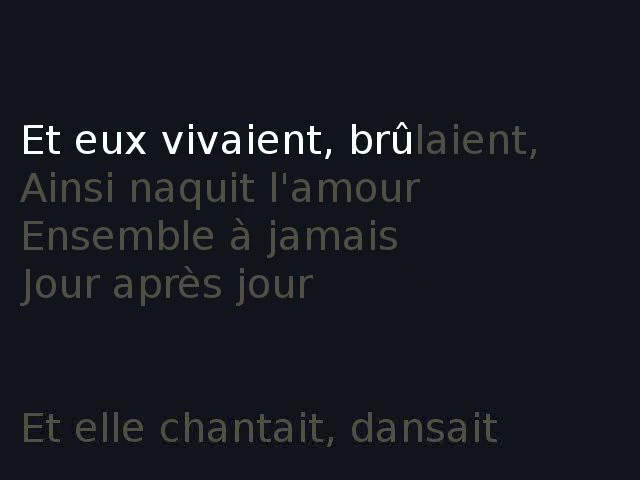 Et eux vivaient, brûlaient,
Ainsi naquit l'amour
Ensemble à jamais
Jour après jour
Et elle chantait, dansait